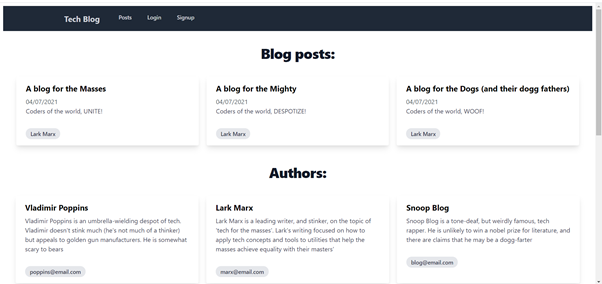 Tech Blog Posts Login Signup
Blog posts:
A blog for the Masses
04/07/2021
Coders of the world, UNITE!
Lark Marx
A blog for the Mighty
04/07/2021
Coders of the world, DESPOTIZE!
Lark Marx
A blog for the Dogs (and their dogg fathers)
04/07/2021
Coders of the world, WOOF!
Lark Marx
Authors:
Vladimir Poppins
Vladimir Poppins is an umbrella-wielding despot of tech.
Vladimir doesn't stink much (he's not much of a thinker)
but appeals to golden gun manufacturers. He is somewhat
scary to bears
poppins@email.com
Lark Marx
Lark Marx is a leading writer, and stinker, on the topic of
'tech for the masses'. Lark's writing focused on how to
apply tech concepts and tools to utilities that help the
masses achieve equality with their masters'
marx@email.com
Snoop Blog
Snoop Blog is a tone-deaf, but weirdly famous, tech
rapper. He is unlikely to win a nobel prize for literature, and
there are claims that he may be a dogg-farter
blog@email.com